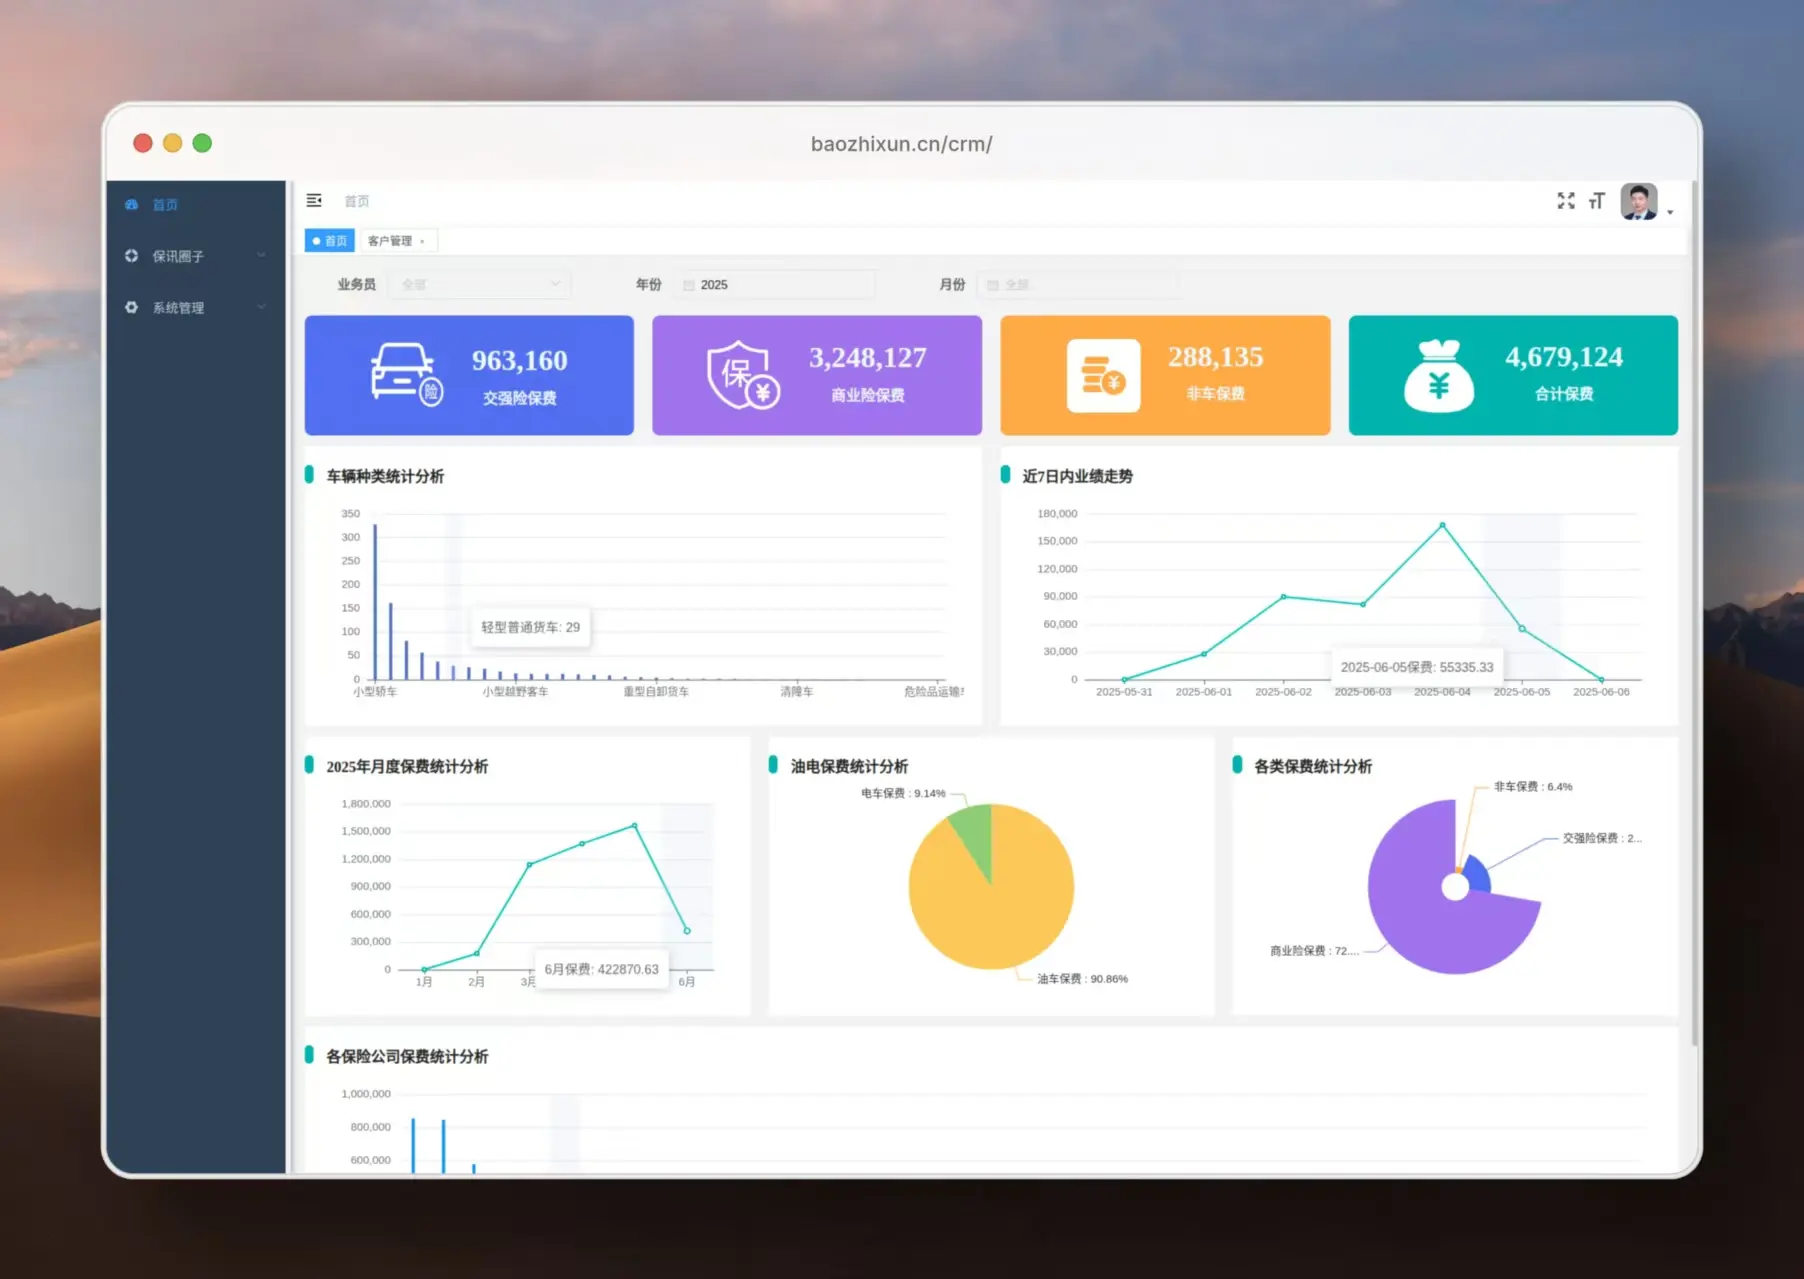 baozhixun.cn/crm/
首页
保讯圈子
系统管理
首页
首页
客户管理 ×
业务员 全部 年份 2025 月份 全部
963,160
交强险保费
险
3,248,127
商业险保费
保
¥
288,135
非车保费
¥
4,679,124
合计保费
¥
车辆种类统计分析
350
300
250
200
150
100
50
0
轻型普通货车: 29
小型轿车 小型越野客车 重型自卸货车 清障车 危险品运输
近7日内业绩走势
180,000
150,000
120,000
90,000
60,000
30,000
0
2025-06-05保费: 55335.33
2025-05-31 2025-06-01 2025-06-02 2025-06-03 2025-06-04 2025-06-05 2025-06-06
2025年月度保费统计分析
1,800,000
1,500,000
1,200,000
900,000
600,000
300,000
0
6月保费: 422870.63
1月 2月 3月 6月
油电保费统计分析
电车保费 : 9.14%
油车保费 : 90.86%
各类保费统计分析
非车保费 : 6.4%
交强险保费 : 2...
商业险保费 : 72....
各保险公司保费统计分析
1,000,000
800,000
600,000